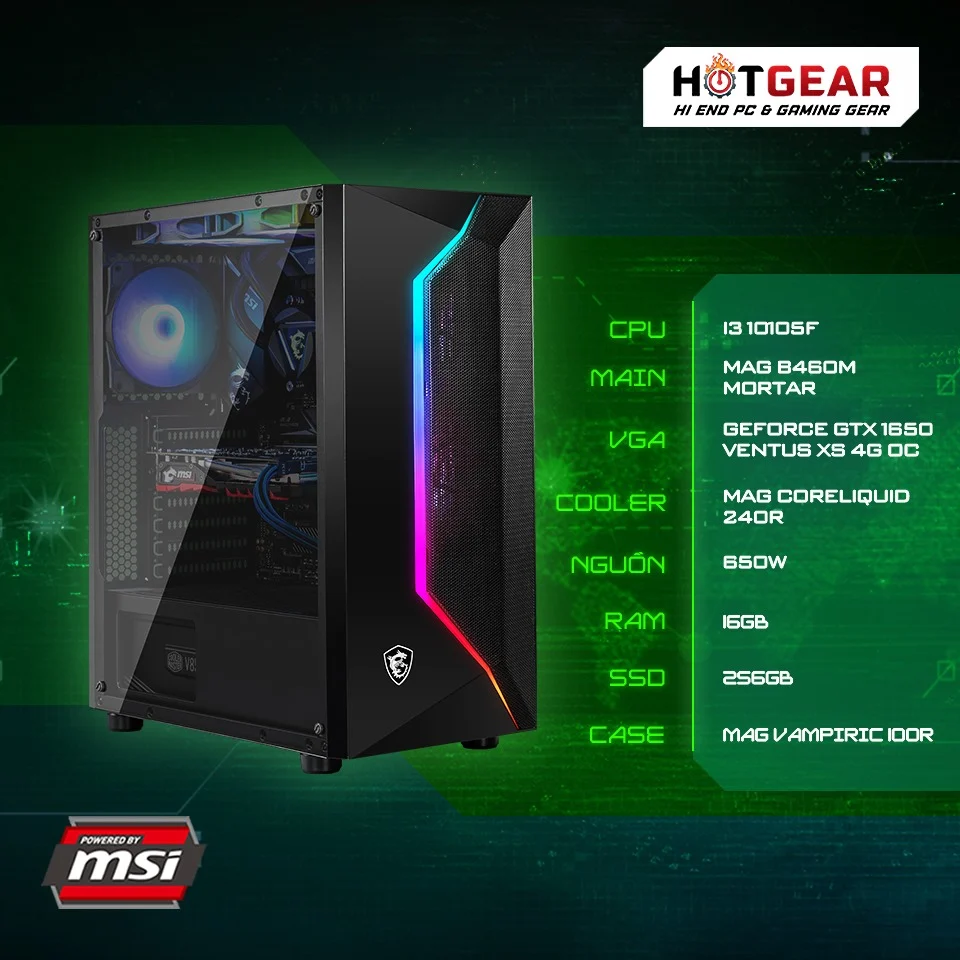 HOTGEAR
HI END PC & GAMING GEAR
CPU
I3 10105F
MAIN
MAG B460M
MORTAR
VGA
GEFORCE GTX 1650
VENTUS XS 4G OC
COOLER
MAG CORELIQUID
240R
NGUỒN
650W
RAM
16GB
SSD
256GB
CASE
MAG VAMPIRIC 100R
msi
msi
POWERED BY
msi